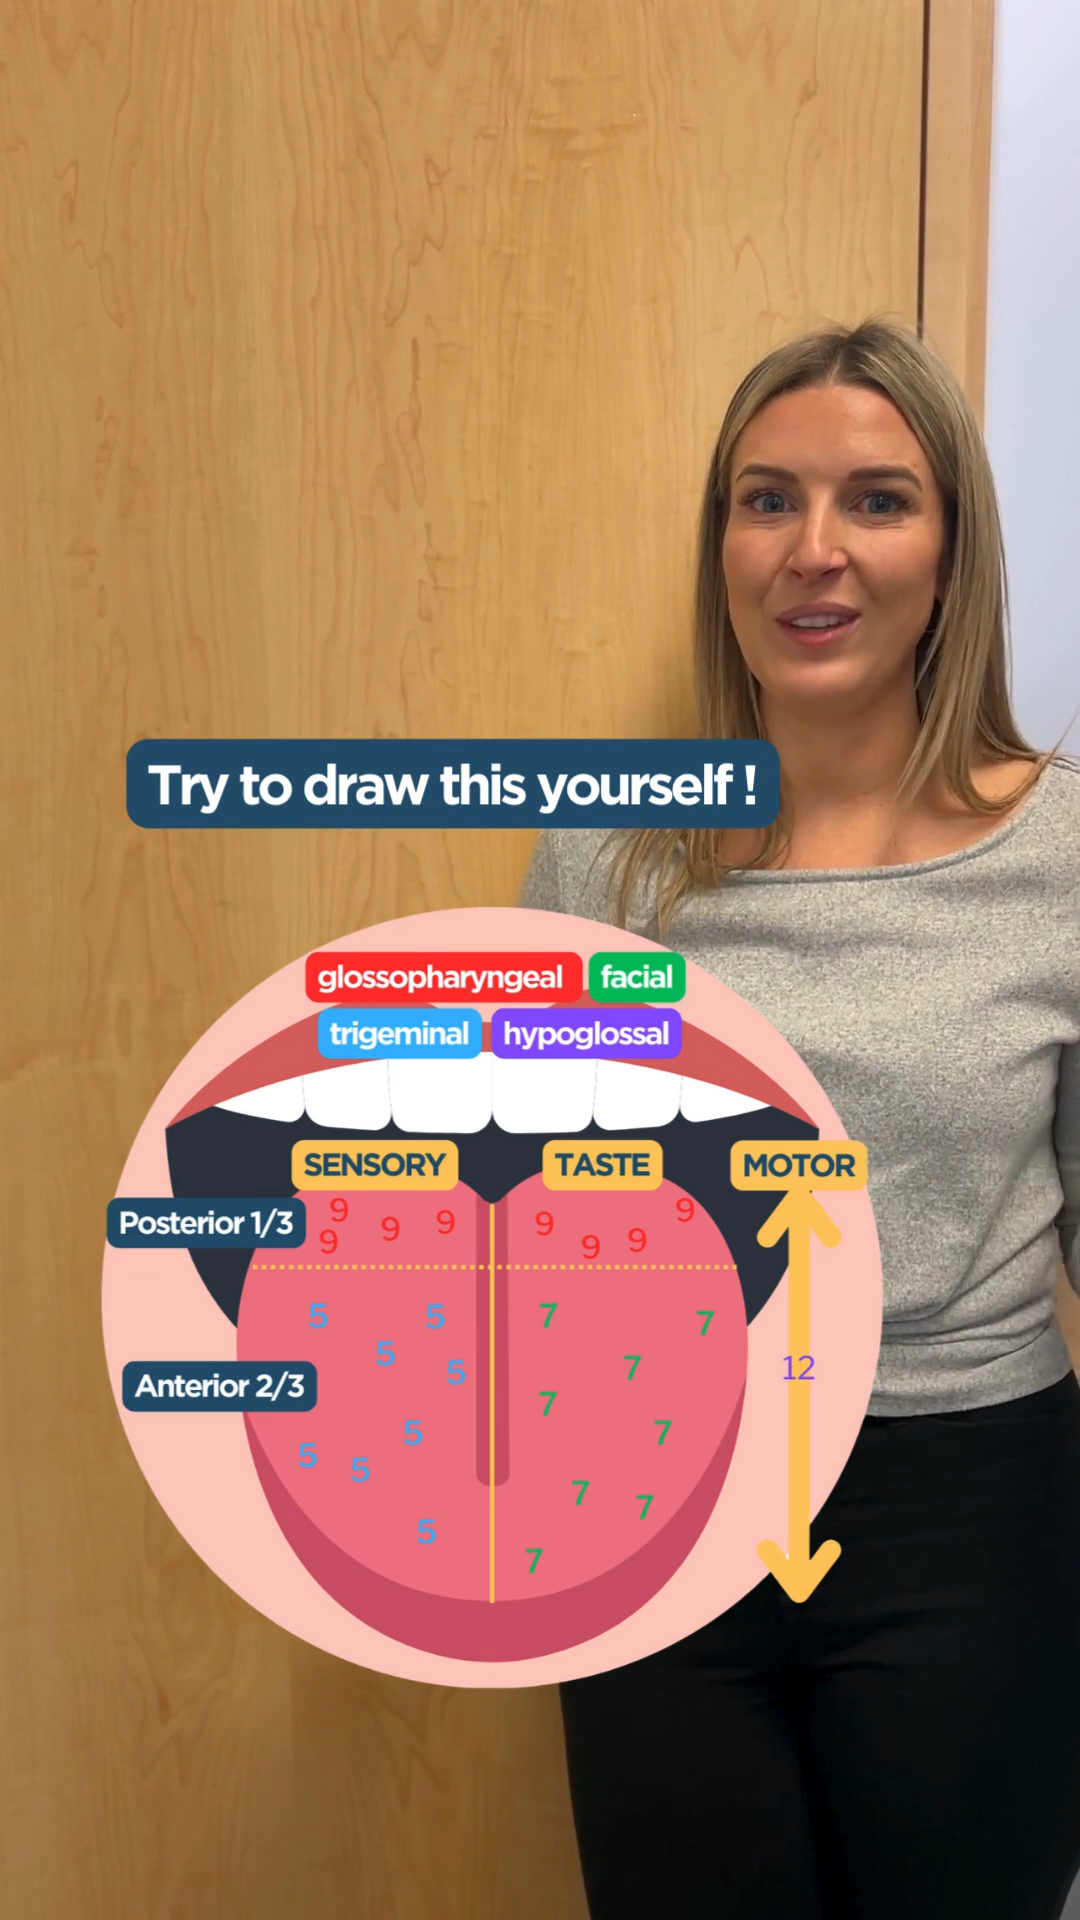 Try to draw this yourself !
glossopharyngeal facial
trigeminal hypoglossal
SENSORY TASTE MOTOR
Posterior 1/3
9 9 9 9 9 9 9 9
Anterior 2/3
5 5 7 7
5 5 7 12
7
5 7
5 5
7 7
5
7